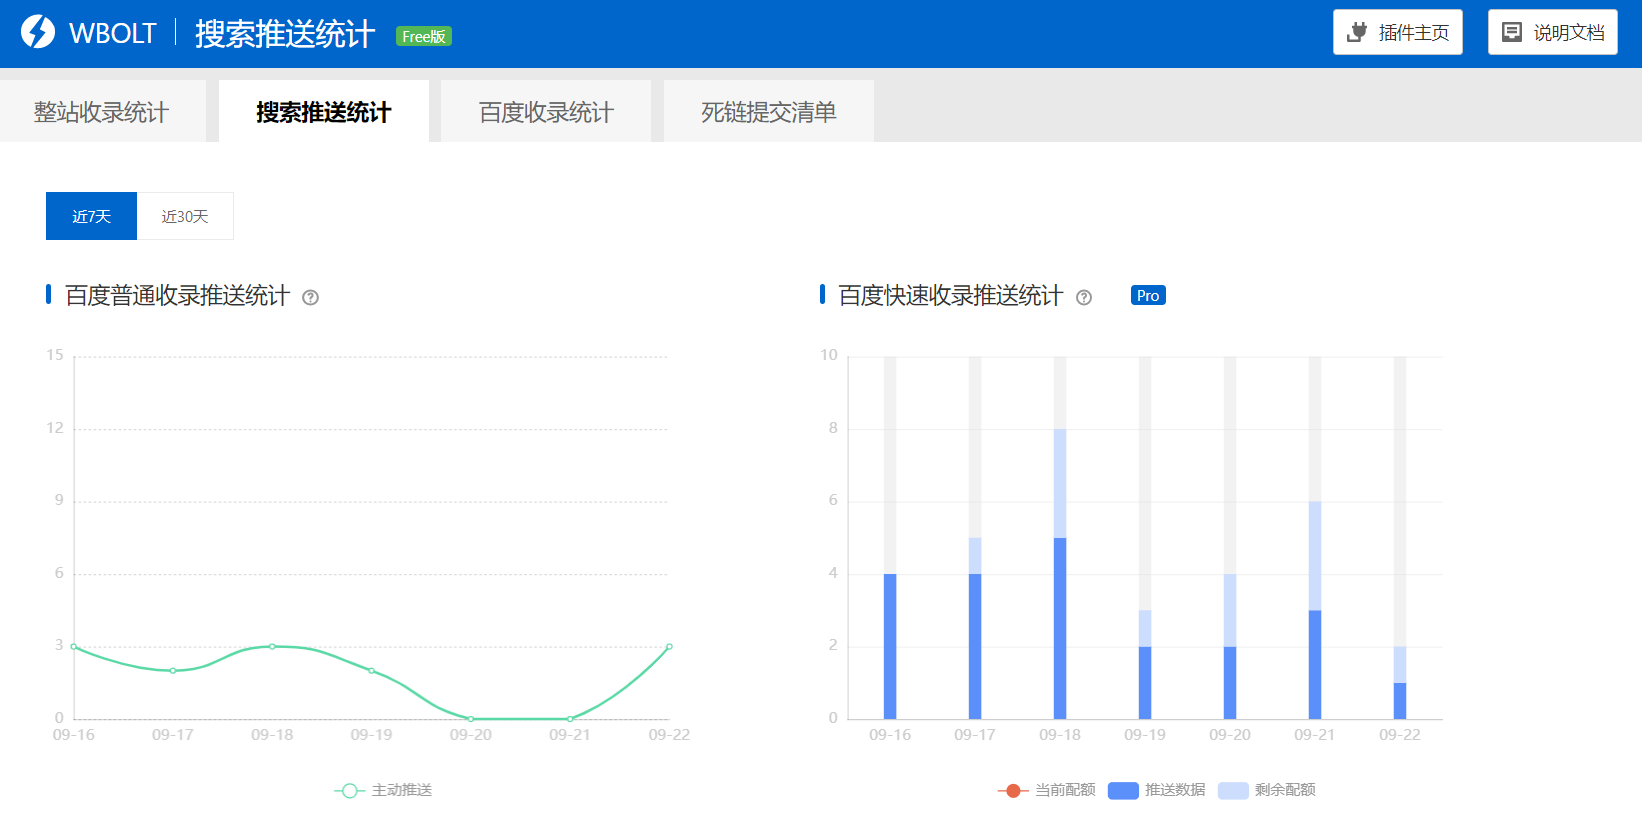 WBOLT 搜索推送统计 Free版 插件主页 说明文档
整站收录统计 搜索推送统计 百度收录统计 死链提交清单
近7天 近30天
百度普通收录推送统计
15
12
9
6
3
0
09-16 09-17 09-18 09-19 09-20 09-21 09-22
主动推送
百度快速收录推送统计 Pro
10
8
6
4
2
0
09-16 09-17 09-18 09-19 09-20 09-21 09-22
当前配额 推送数据 剩余配额